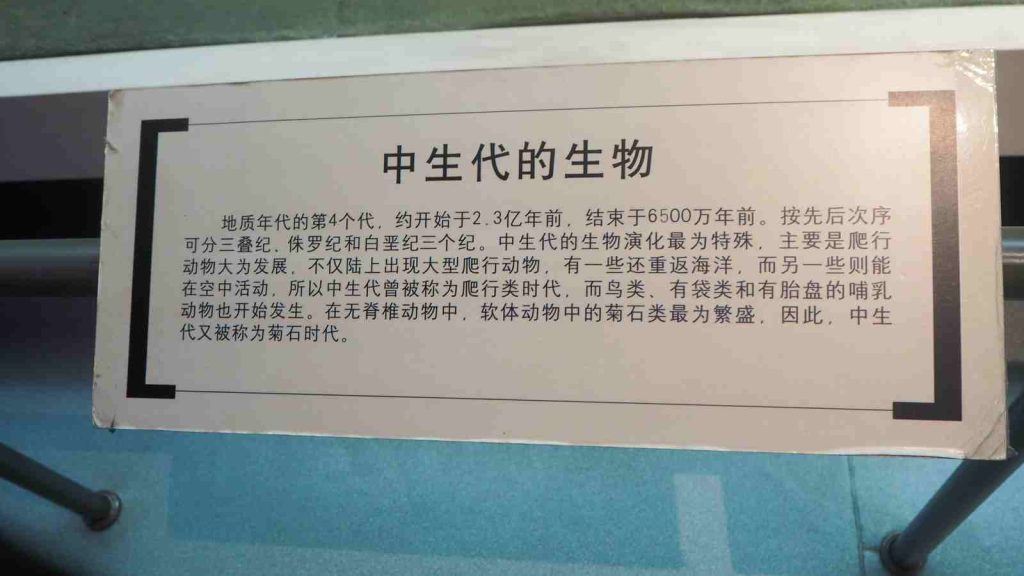 中生代的生物
地质年代的第4个代，约开始于2.3亿年前，结束于6500万年前。按先后次序
可分三叠纪、侏罗纪和白垩纪三个纪。中生代的生物演化最为特殊，主要是爬行
动物大为发展，不仅陆上出现大型爬行动物，有一些还重返海洋，而另一些则能
在空中活动，所以中生代曾被称为爬行类时代，而鸟类、有袋类和有胎盘的哺乳
动物也开始发生。在无脊椎动物中，软体动物中的菊石类最为繁盛，因此，中生
代又被称为菊石时代。